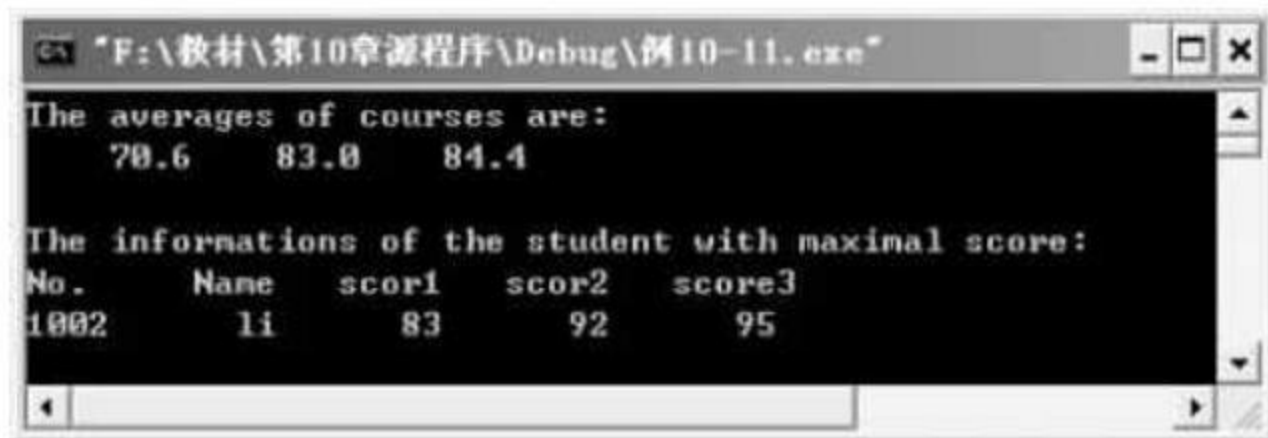 "F:\教材\第10章源程序\Debug\例10-11.exe"
The averages of courses are:
70.6 83.0 84.4
The informations of the student with maximal score:
No. Name scor1 scor2 score3
1002 li 83 92 95